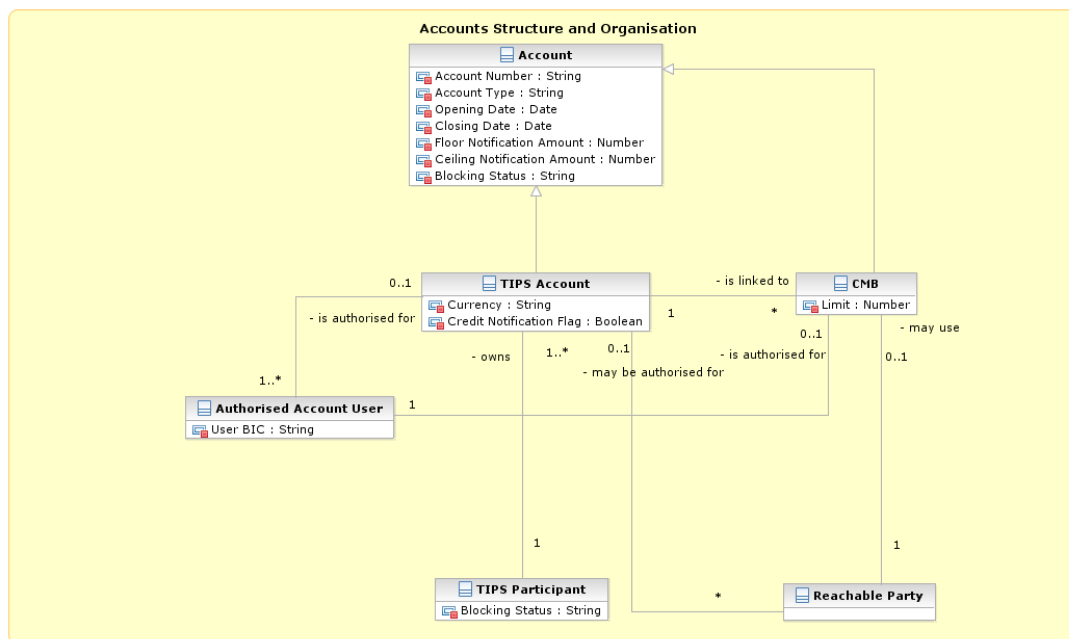 Accounts Structure and Organisation
Account
Account Number : String
Account Type : String
Opening Date : Date
Closing Date : Date
Floor Notification Amount : Number
Ceiling Notification Amount : Number
Blocking Status : String
0..1
TIPS Account
- is linked to
CMB
Currency : String
Credit Notification Flag : Boolean
Limit : Number
- is authorised for
1
*
- may use
0..1
- owns
1..*
0..1
- is authorised for
0..1
- may be authorised for
1..*
Authorised Account User
1
User BIC : String
1
1
TIPS Participant
Blocking Status : String
*
Reachable Party